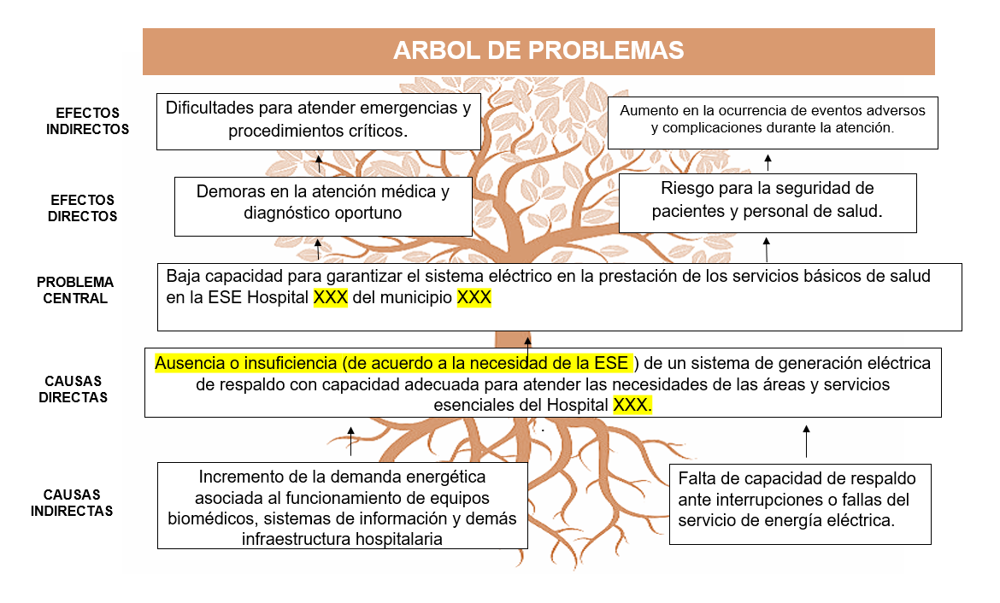 ARBOL DE PROBLEMAS
EFECTOS
INDIRECTOS
Dificultades para atender emergencias y
procedimientos críticos.
Aumento en la ocurrencia de eventos adversos
y complicaciones durante la atención.
EFECTOS
DIRECTOS
Demoras en la atención médica y
diagnóstico oportuno
Riesgo para la seguridad de
pacientes y personal de salud.
PROBLEMA
CENTRAL
Baja capacidad para garantizar el sistema eléctrico en la prestación de los servicios básicos de salud
en la ESE Hospital XXX del municipio XXX
CAUSAS
DIRECTAS
Ausencia o insuficiencia (de acuerdo a la necesidad de la ESE ) de un sistema de generación eléctrica
de respaldo con capacidad adecuada para atender las necesidades de las áreas y servicios
esenciales del Hospital XXX.
.
CAUSAS
INDIRECTAS
Incremento de la demanda energética
asociada al funcionamiento de equipos
biomédicos, sistemas de información y demás
infraestructura hospitalaria
Falta de capacidad de respaldo
ante interrupciones o fallas del
servicio de energía eléctrica.